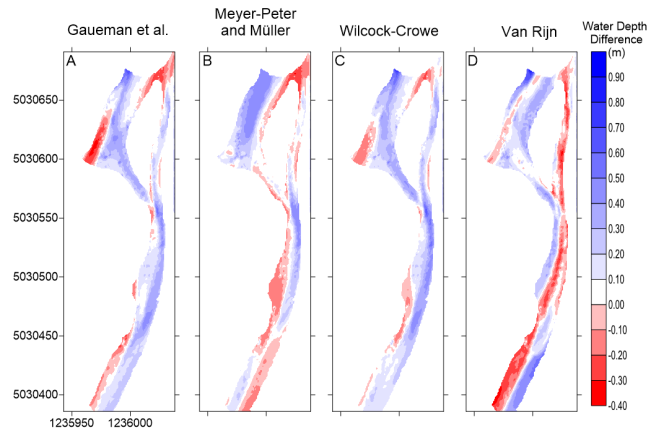 Gaueman et al.
Meyer-Peter
and Müller
Wilcock-Crowe
Van Rijn
Water Depth
Difference
(m)
A
B
C
D
5030650
5030600
5030550
5030500
5030450
5030400
1235950
1236000
0.90
0.80
0.70
0.60
0.50
0.40
0.30
0.20
0.10
0.00
-0.10
-0.20
-0.30
-0.40